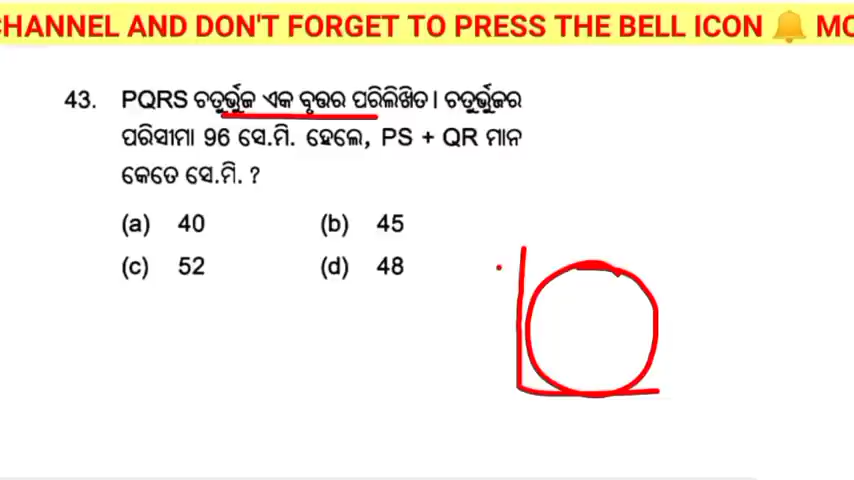 CHANNEL AND DON'T FORGET TO PRESS THE BELL ICON 🔔 MO
43. PQRS ଚତୁର୍ଭୁଜ ଏକ ବୃତ୍ତର ପରିଲିଖିତ। ଚତୁର୍ଭୁଜର
ପରିସୀମା 96 ସେ.ମି. ହେଲେ, PS + QR ମାନ
କେତେ ସେ.ମି. ?
(a) 40 (b) 45
(c) 52 (d) 48